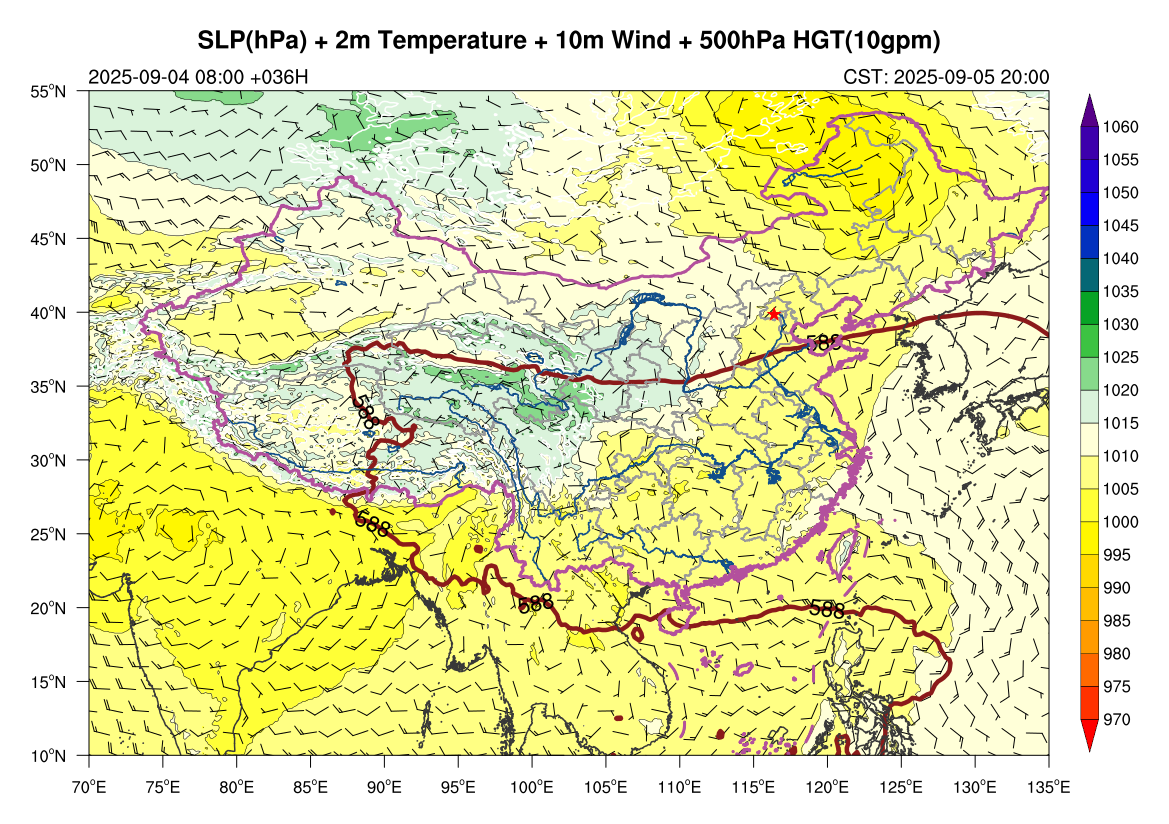 SLP(hPa) + 2m Temperature + 10m Wind + 500hPa HGT(10gpm)
2025-09-04 08:00 +036H CST: 2025-09-05 20:00
55°N
50°N
45°N
40°N
35°N
30°N
25°N
20°N
15°N
10°N
70°E 75°E 80°E 85°E 90°E 95°E 100°E 105°E 110°E 115°E 120°E 125°E 130°E 135°E
588
588
588
588
588
1060
1055
1050
1045
1040
1035
1030
1025
1020
1015
1010
1005
1000
995
990
985
980
975
970